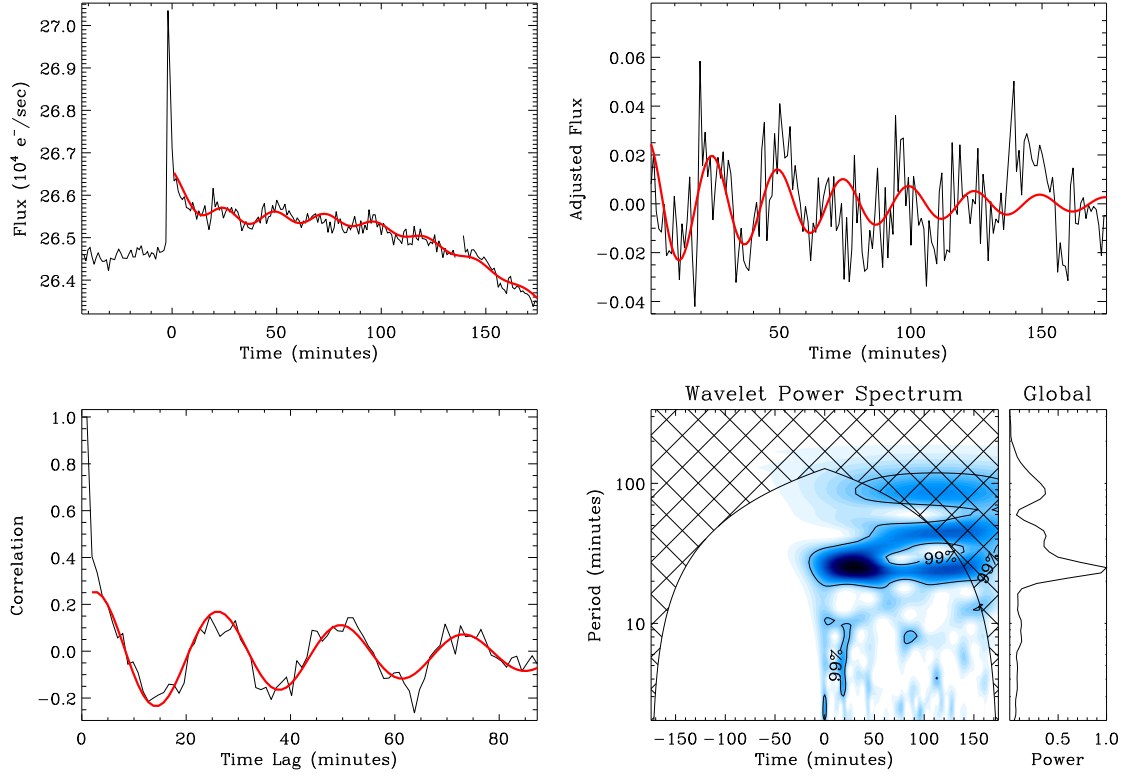 27.0
26.9
26.8
26.7
26.6
26.5
26.4
Flux (10⁴ e⁻/sec)
0 50 100 150
Time (minutes)
0.06
0.04
0.02
0.00
−0.02
−0.04
Adjusted Flux
50 100 150
Time (minutes)
1.0
0.8
0.6
0.4
0.2
0.0
−0.2
Correlation
0 20 40 60 80
Time Lag (minutes)
Wavelet Power Spectrum
Global
100
10
Period (minutes)
99%
99%
99%
−150 −100 −50 0 50 100 150
Time (minutes)
0.5 1.0
Power